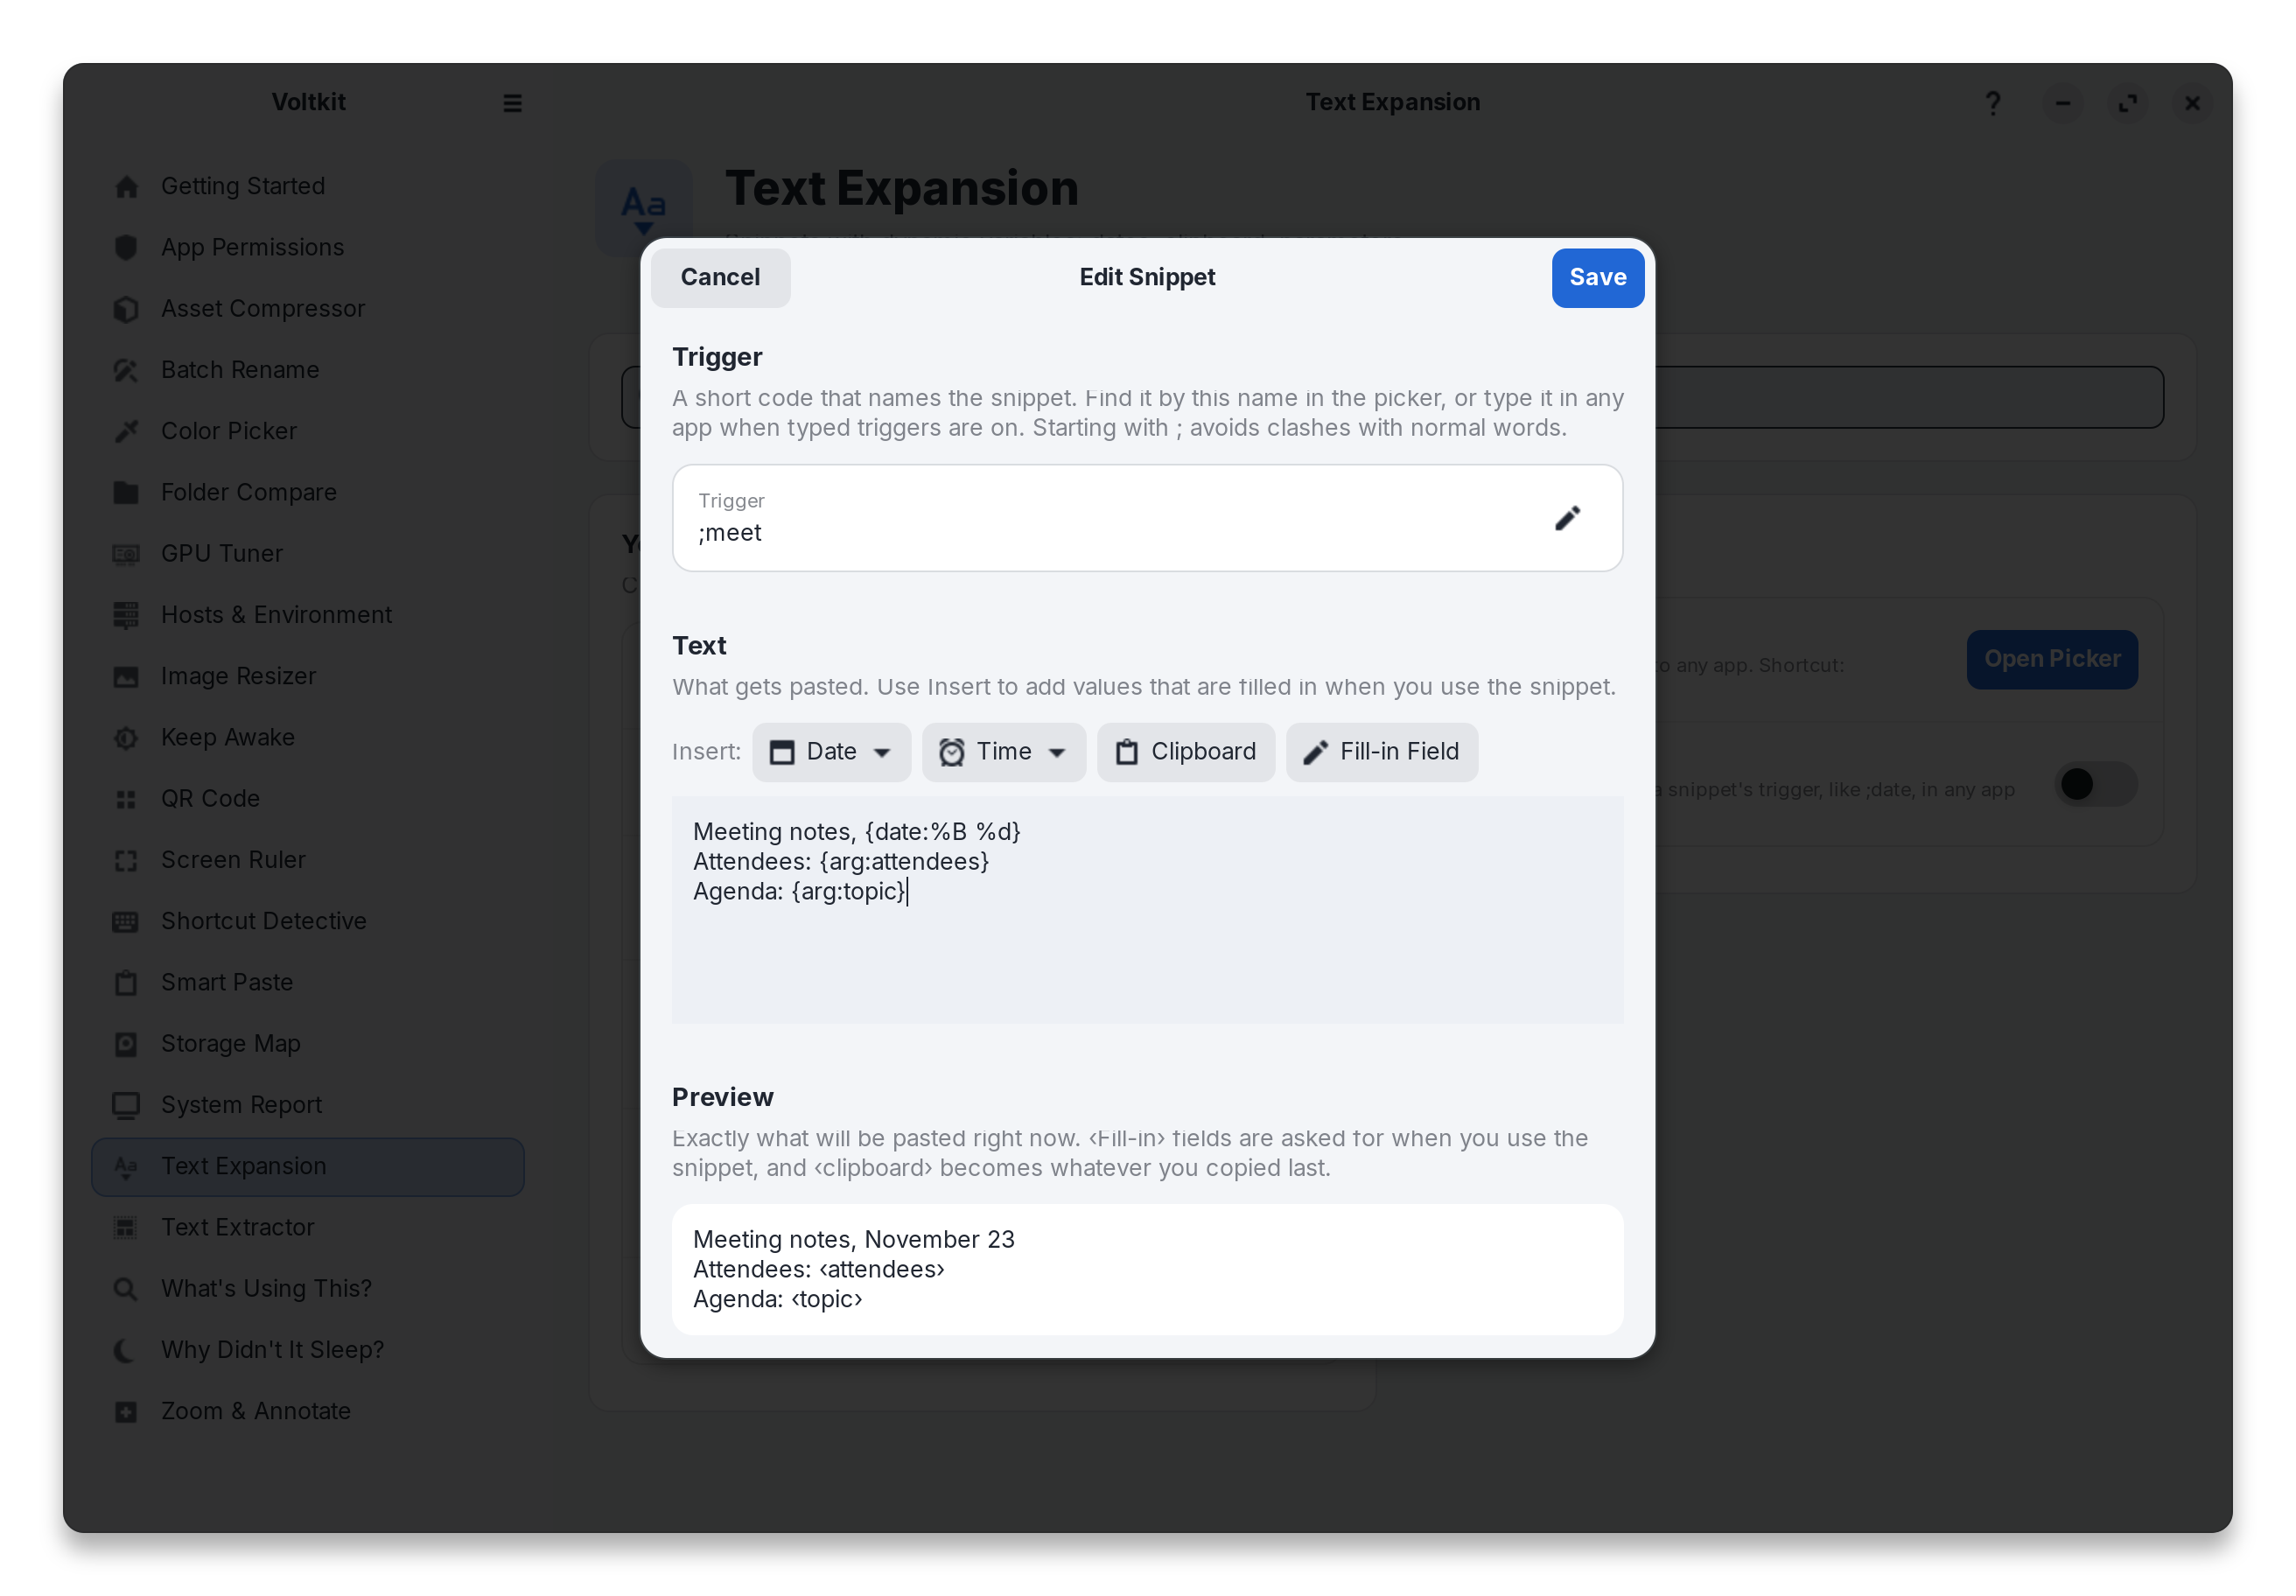 Voltkit
Text Expansion
?
Getting Started
App Permissions
Asset Compressor
Batch Rename
Color Picker
Folder Compare
GPU Tuner
Hosts & Environment
Image Resizer
Keep Awake
QR Code
Screen Ruler
Shortcut Detective
Smart Paste
Storage Map
System Report
Text Expansion
Text Extractor
What's Using This?
Why Didn't It Sleep?
Zoom & Annotate
Aa
Text Expansion
Cancel
Edit Snippet
Save
Trigger
A short code that names the snippet. Find it by this name in the picker, or type it in any
app when typed triggers are on. Starting with ; avoids clashes with normal words.
Trigger
;meet
Text
What gets pasted. Use Insert to add values that are filled in when you use the snippet.
Insert: Date Time Clipboard Fill-in Field
Meeting notes, {date:%B %d}
Attendees: {arg:attendees}
Agenda: {arg:topic}
Preview
Exactly what will be pasted right now. ‹Fill-in› fields are asked for when you use the
snippet, and ‹clipboard› becomes whatever you copied last.
Meeting notes, November 23
Attendees: ‹attendees›
Agenda: ‹topic›
any app. Shortcut:
Open Picker
a snippet's trigger, like ;date, in any app